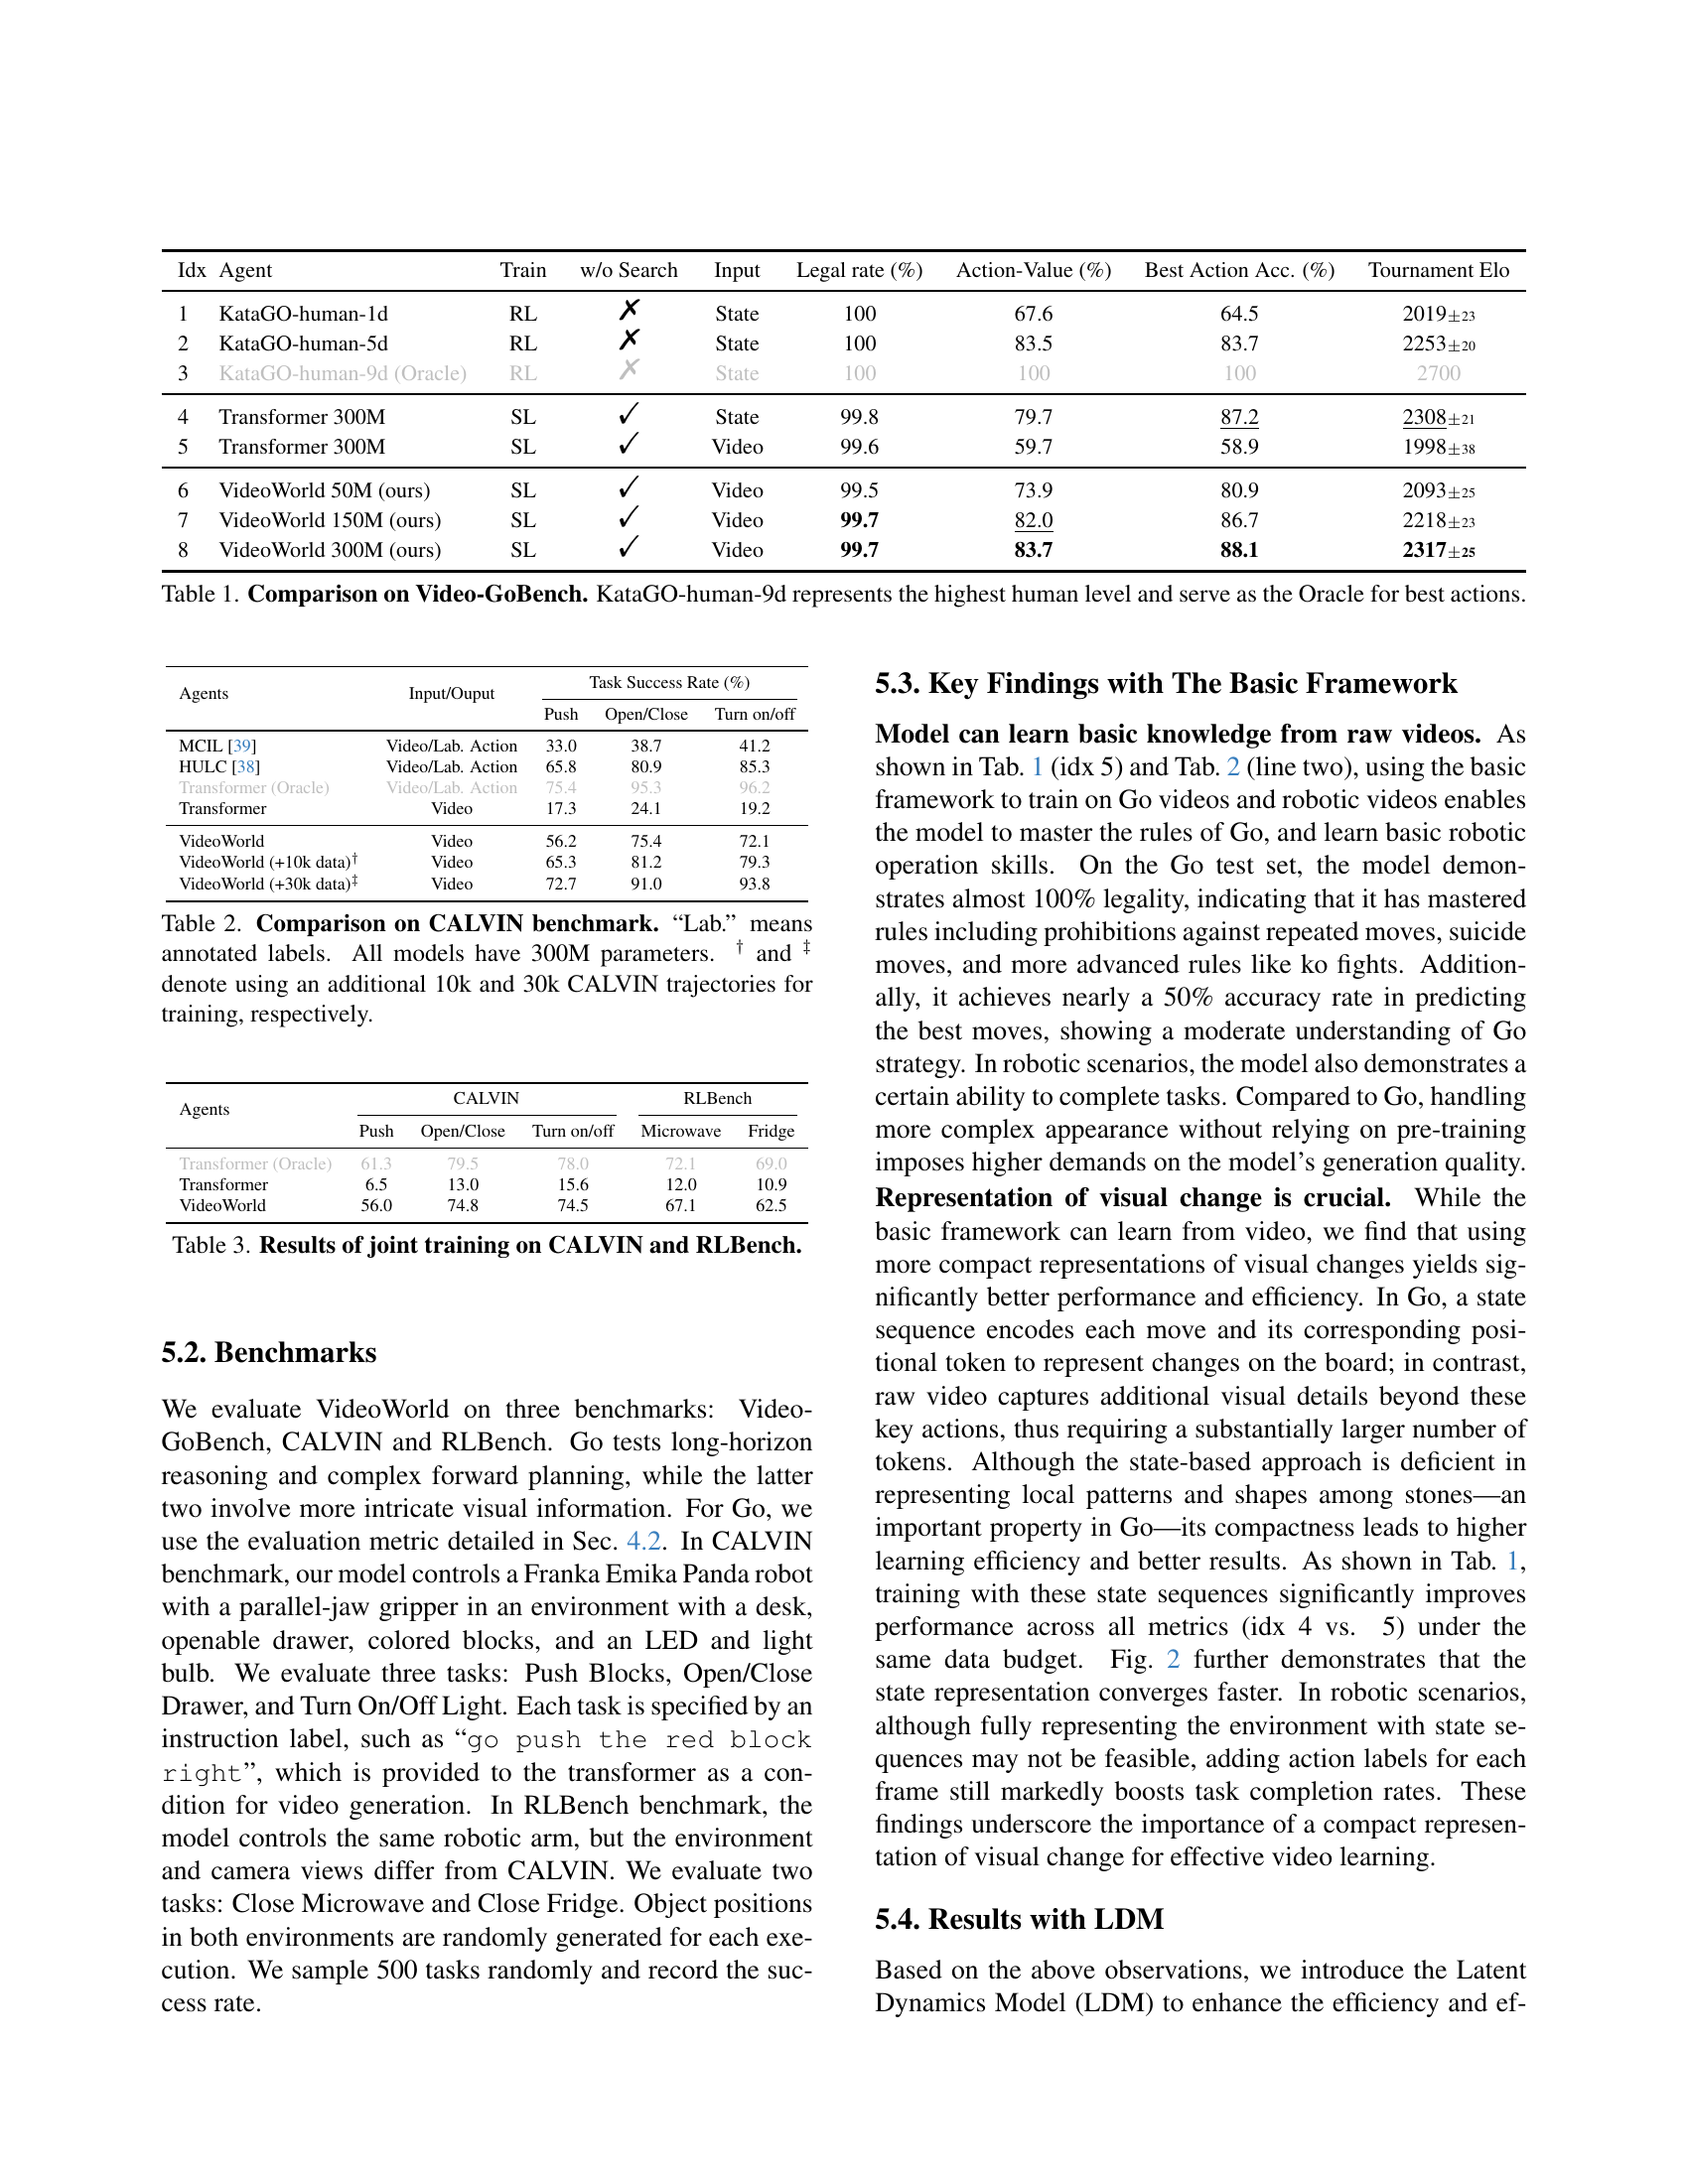 Idx Agent Train w/o Search Input Legal rate (%) Action-Value (%) Best Action Acc. (%) Tournament Elo
1 KataGO-human-1d RL ✗ State 100 67.6 64.5 2019±23
2 KataGO-human-5d RL ✗ State 100 83.5 83.7 2253±20
3 KataGO-human-9d (Oracle) RL ✗ State 100 100 100 2700
4 Transformer 300M SL ✓ State 99.8 79.7 87.2 2308±21
5 Transformer 300M SL ✓ Video 99.6 59.7 58.9 1998±38
6 VideoWorld 50M (ours) SL ✓ Video 99.5 73.9 80.9 2093±25
7 VideoWorld 150M (ours) SL ✓ Video 99.7 82.0 86.7 2218±23
8 VideoWorld 300M (ours) SL ✓ Video 99.7 83.7 88.1 2317±25
Table 1. Comparison on Video-GoBench. KataGO-human-9d represents the highest human level and serve as the Oracle for best actions.
Agents Input/Ouput Task Success Rate (%)
Push Open/Close Turn on/off
MCIL [39] Video/Lab. Action 33.0 38.7 41.2
HULC [38] Video/Lab. Action 65.8 80.9 85.3
Transformer (Oracle) Video/Lab. Action 75.4 95.3 96.2
Transformer Video 17.3 24.1 19.2
VideoWorld Video 56.2 75.4 72.1
VideoWorld (+10k data)† Video 65.3 81.2 79.3
VideoWorld (+30k data)‡ Video 72.7 91.0 93.8
Table 2. Comparison on CALVIN benchmark. “Lab.” means
annotated labels. All models have 300M parameters. † and ‡
denote using an additional 10k and 30k CALVIN trajectories for
training, respectively.
Agents CALVIN RLBench
Push Open/Close Turn on/off Microwave Fridge
Transformer (Oracle) 61.3 79.5 78.0 72.1 69.0
Transformer 6.5 13.0 15.6 12.0 10.9
VideoWorld 56.0 74.8 74.5 67.1 62.5
Table 3. Results of joint training on CALVIN and RLBench.
5.2. Benchmarks
We evaluate VideoWorld on three benchmarks: Video-
GoBench, CALVIN and RLBench. Go tests long-horizon
reasoning and complex forward planning, while the latter
two involve more intricate visual information. For Go, we
use the evaluation metric detailed in Sec. 4.2. In CALVIN
benchmark, our model controls a Franka Emika Panda robot
with a parallel-jaw gripper in an environment with a desk,
openable drawer, colored blocks, and an LED and light
bulb. We evaluate three tasks: Push Blocks, Open/Close
Drawer, and Turn On/Off Light. Each task is specified by an
instruction label, such as “go push the red block
right”, which is provided to the transformer as a con-
dition for video generation. In RLBench benchmark, the
model controls the same robotic arm, but the environment
and camera views differ from CALVIN. We evaluate two
tasks: Close Microwave and Close Fridge. Object positions
in both environments are randomly generated for each exe-
cution. We sample 500 tasks randomly and record the suc-
cess rate.
5.3. Key Findings with The Basic Framework
Model can learn basic knowledge from raw videos. As
shown in Tab. 1 (idx 5) and Tab. 2 (line two), using the basic
framework to train on Go videos and robotic videos enables
the model to master the rules of Go, and learn basic robotic
operation skills. On the Go test set, the model demon-
strates almost 100% legality, indicating that it has mastered
rules including prohibitions against repeated moves, suicide
moves, and more advanced rules like ko fights. Addition-
ally, it achieves nearly a 50% accuracy rate in predicting
the best moves, showing a moderate understanding of Go
strategy. In robotic scenarios, the model also demonstrates a
certain ability to complete tasks. Compared to Go, handling
more complex appearance without relying on pre-training
imposes higher demands on the model’s generation quality.
Representation of visual change is crucial. While the
basic framework can learn from video, we find that using
more compact representations of visual changes yields sig-
nificantly better performance and efficiency. In Go, a state
sequence encodes each move and its corresponding posi-
tional token to represent changes on the board; in contrast,
raw video captures additional visual details beyond these
key actions, thus requiring a substantially larger number of
tokens. Although the state-based approach is deficient in
representing local patterns and shapes among stones—an
important property in Go—its compactness leads to higher
learning efficiency and better results. As shown in Tab. 1,
training with these state sequences significantly improves
performance across all metrics (idx 4 vs. 5) under the
same data budget. Fig. 2 further demonstrates that the
state representation converges faster. In robotic scenarios,
although fully representing the environment with state se-
quences may not be feasible, adding action labels for each
frame still markedly boosts task completion rates. These
findings underscore the importance of a compact represen-
tation of visual change for effective video learning.
5.4. Results with LDM
Based on the above observations, we introduce the Latent
Dynamics Model (LDM) to enhance the efficiency and ef-